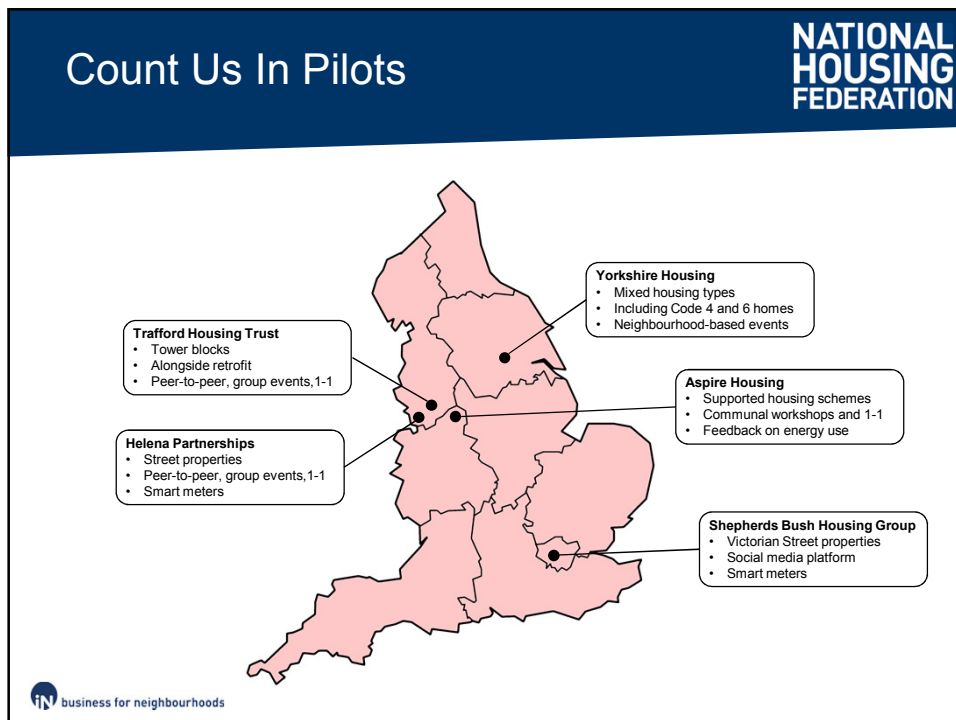 Count Us In Pilots
NATIONAL
HOUSING
FEDERATION
Yorkshire Housing
• Mixed housing types
• Including Code 4 and 6 homes
• Neighbourhood-based events
Trafford Housing Trust
• Tower blocks
• Alongside retrofit
• Peer-to-peer, group events,1-1
Aspire Housing
• Supported housing schemes
• Communal workshops and 1-1
• Feedback on energy use
Helena Partnerships
• Street properties
• Peer-to-peer, group events,1-1
• Smart meters
Shepherds Bush Housing Group
• Victorian Street properties
• Social media platform
• Smart meters
iN business for neighbourhoods